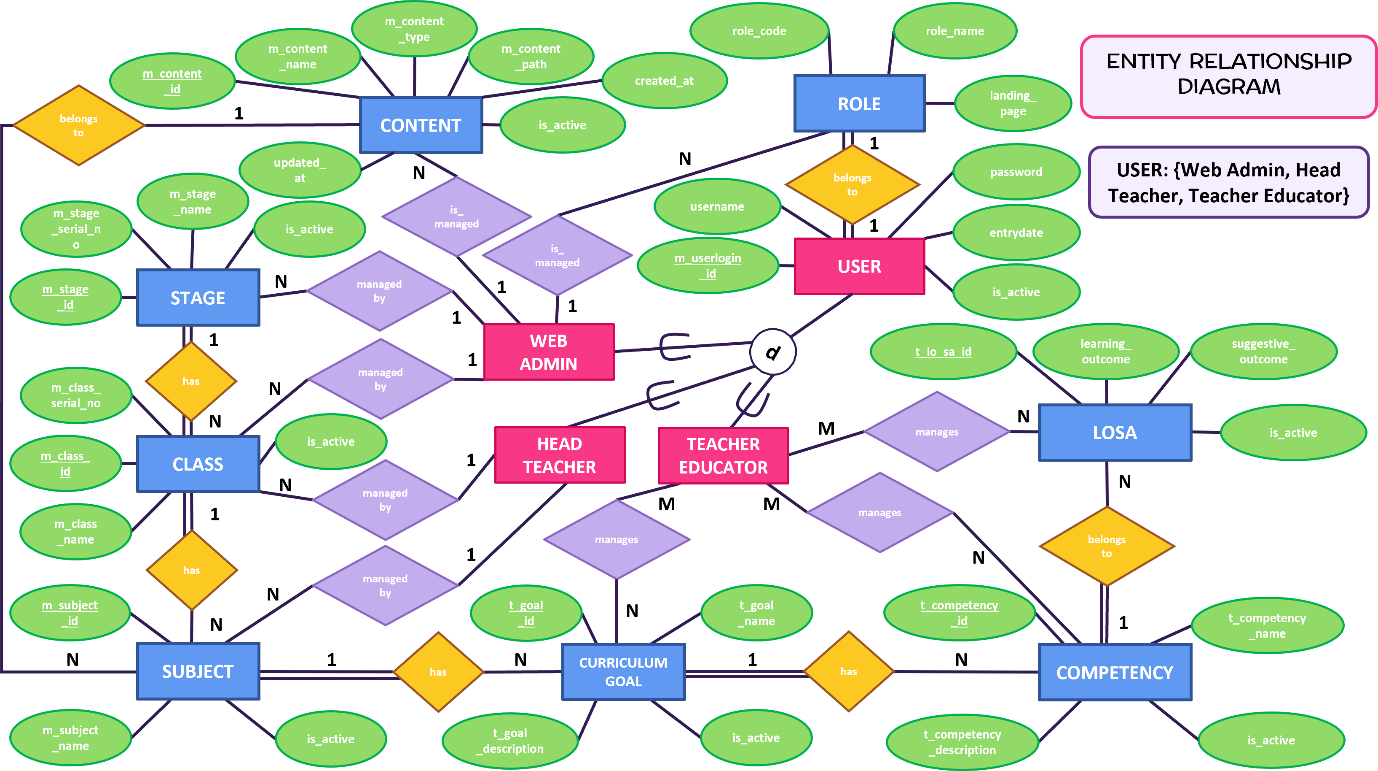 m_content
_type
role_code
role_name
m_content
_name
m_content
_path
ENTITY RELATIONSHIP
DIAGRAM
m_content
_id
created_at
ROLE
landing_
page
belongs
to
1
CONTENT
is_active
1
N
updated_
at
N
USER: {Web Admin, Head
Teacher, Teacher Educator}
password
belongs
to
m_stage
_name
is_
managed
username
1
entrydate
m_stage
_serial_n
o
is_active
is_
managed
m_userlogin
_id
USER
is_active
m_stage
_id
STAGE
N
managed
by
1
1
1
1
WEB
ADMIN
d
t_lo_sa_id
learning_
outcome
suggestive_
outcome
1
has
N
managed
by
1
m_class
_serial_no
N
is_active
M
manages
N
LOSA
is_active
m_class_
id
CLASS
HEAD
TEACHER
TEACHER
EDUCATOR
1
N
managed
by
M
M
manages
N
m_class
_name
1
manages
belongs
to
has
managed
by
1
N
m_subject
_id
N
N
t_goal
_id
N
t_goal
_name
t_competency
_id
1
t_competency
_name
N
SUBJECT
1
has
N
CURRICULUM
GOAL
1
has
N
COMPETENCY
m_subject
_name
is_active
t_goal
_description
is_active
t_competency
_description
is_active